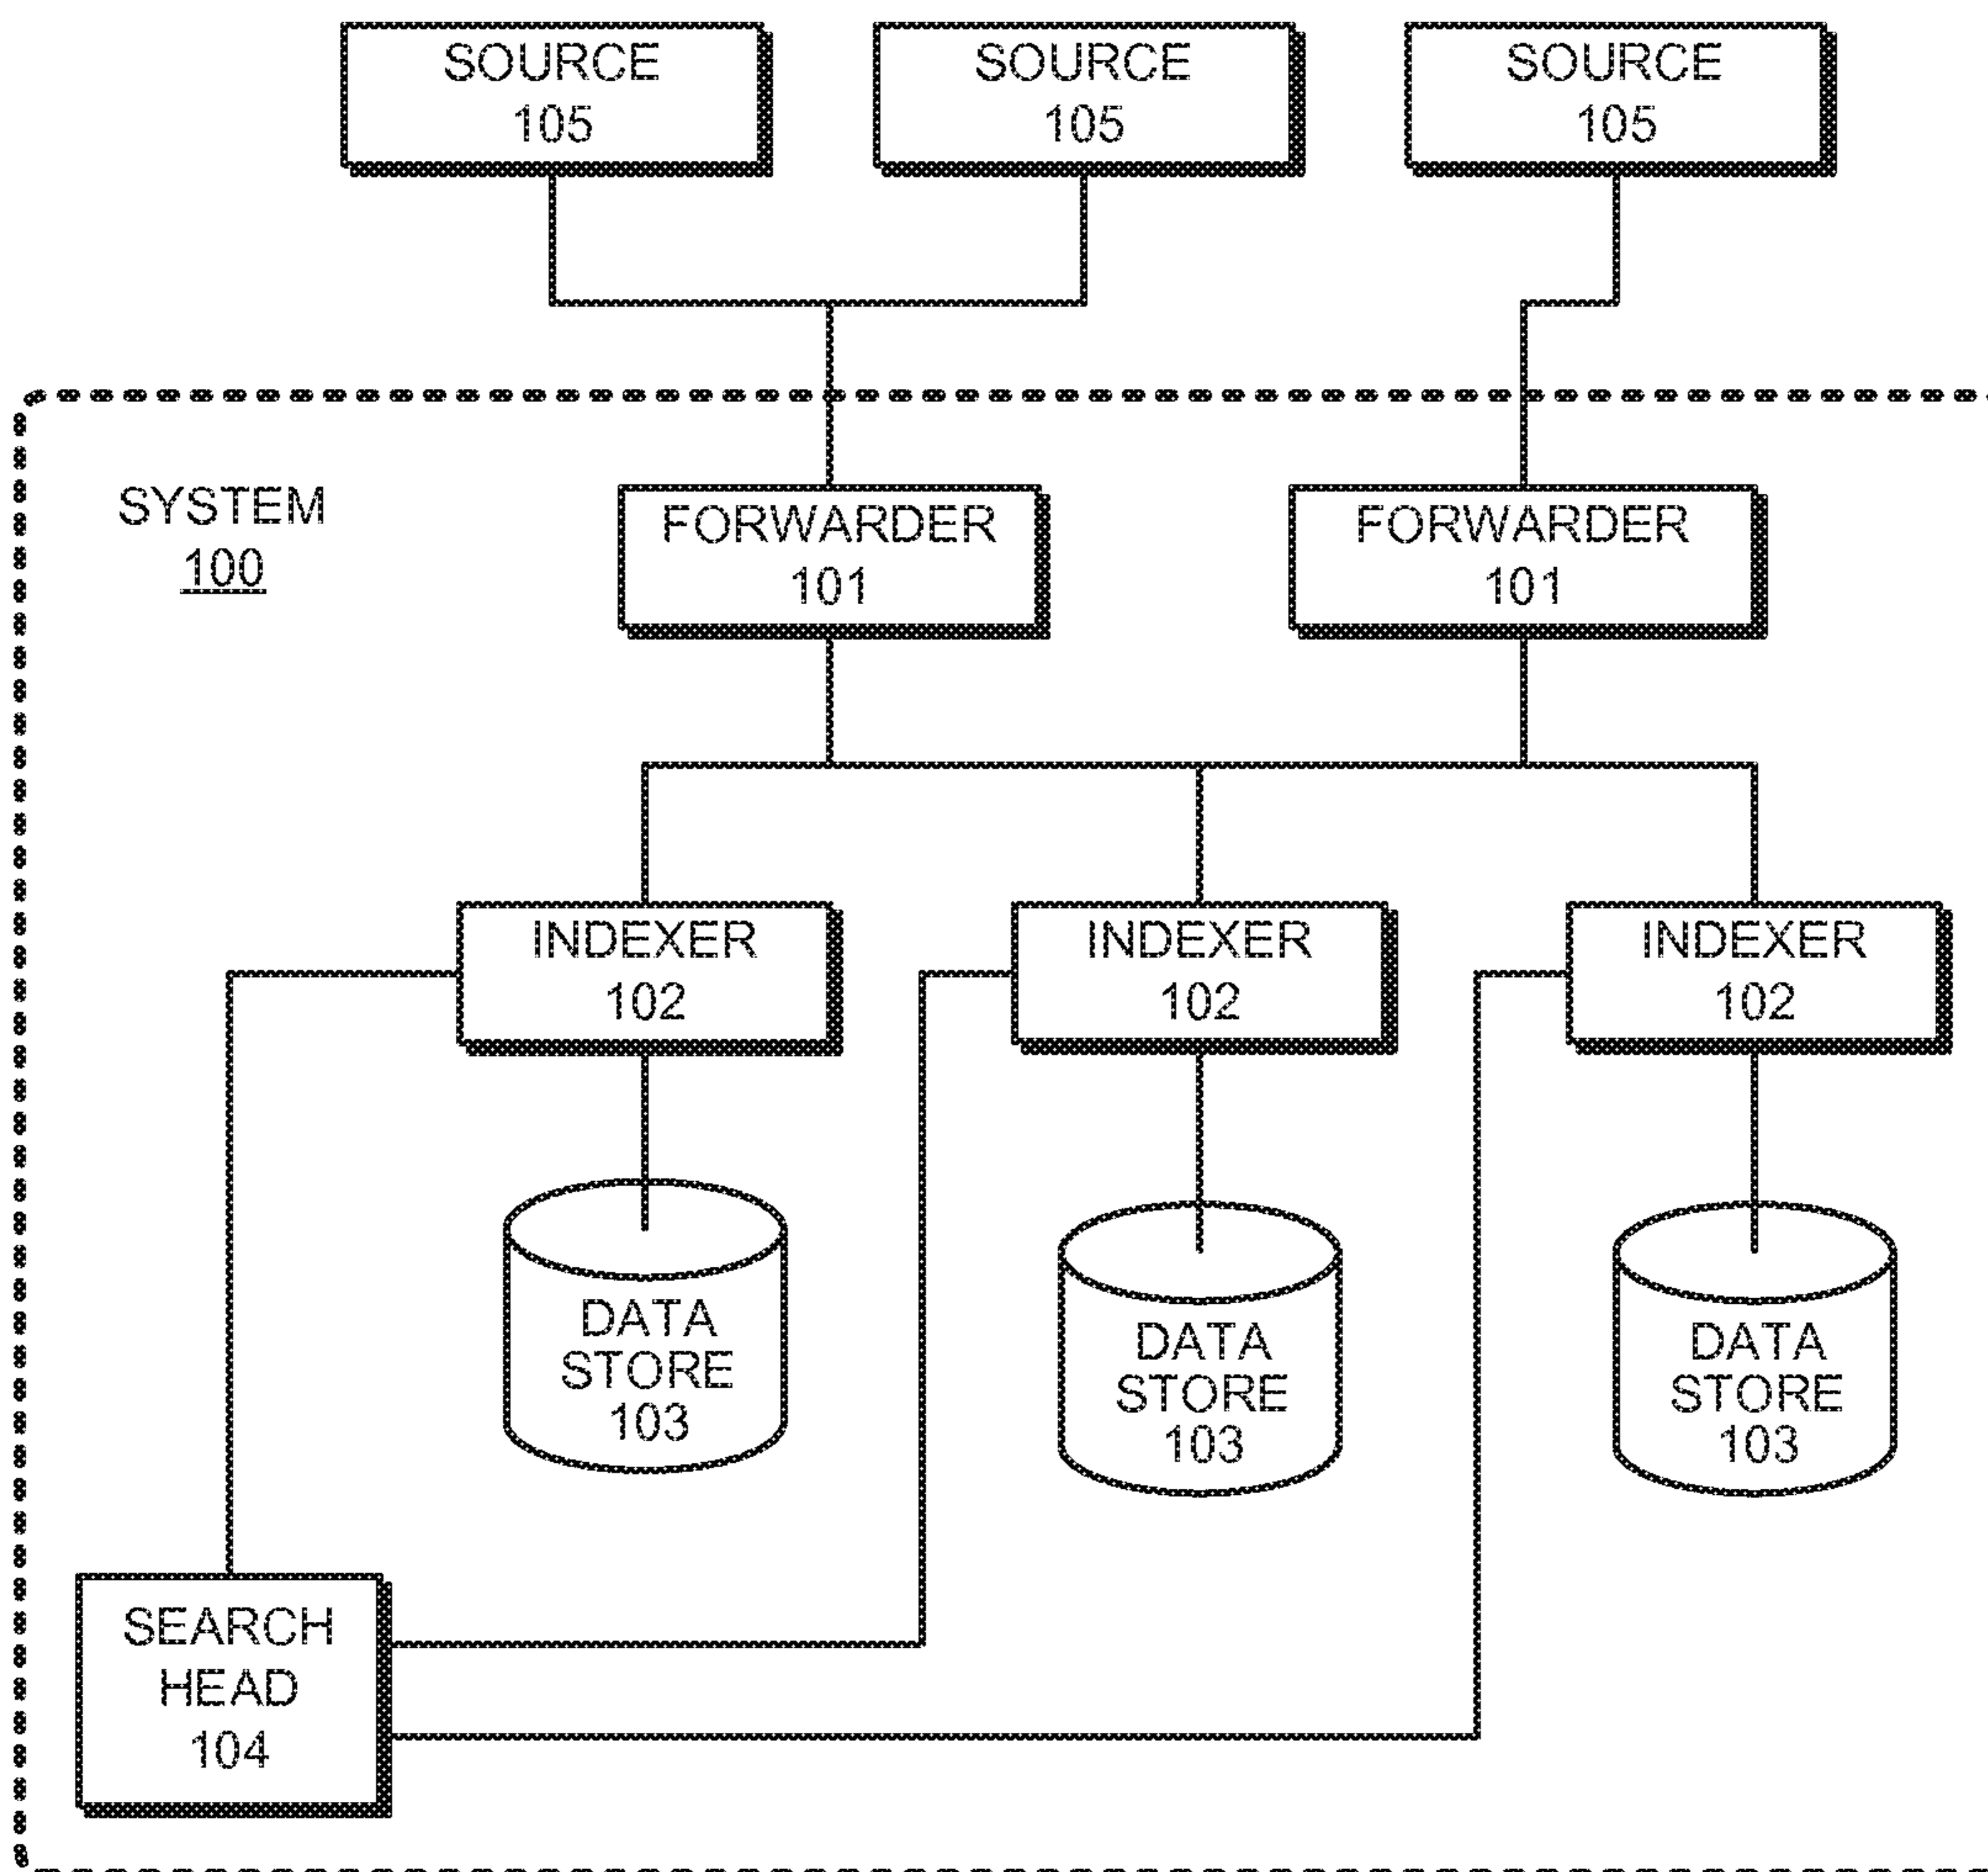 SOURCE
105
SOURCE
105
SOURCE
105
SYSTEM
100
FORWARDER
101
FORWARDER
101
INDEXER
102
INDEXER
102
INDEXER
102
DATA
STORE
103
DATA
STORE
103
DATA
STORE
103
SEARCH
HEAD
104